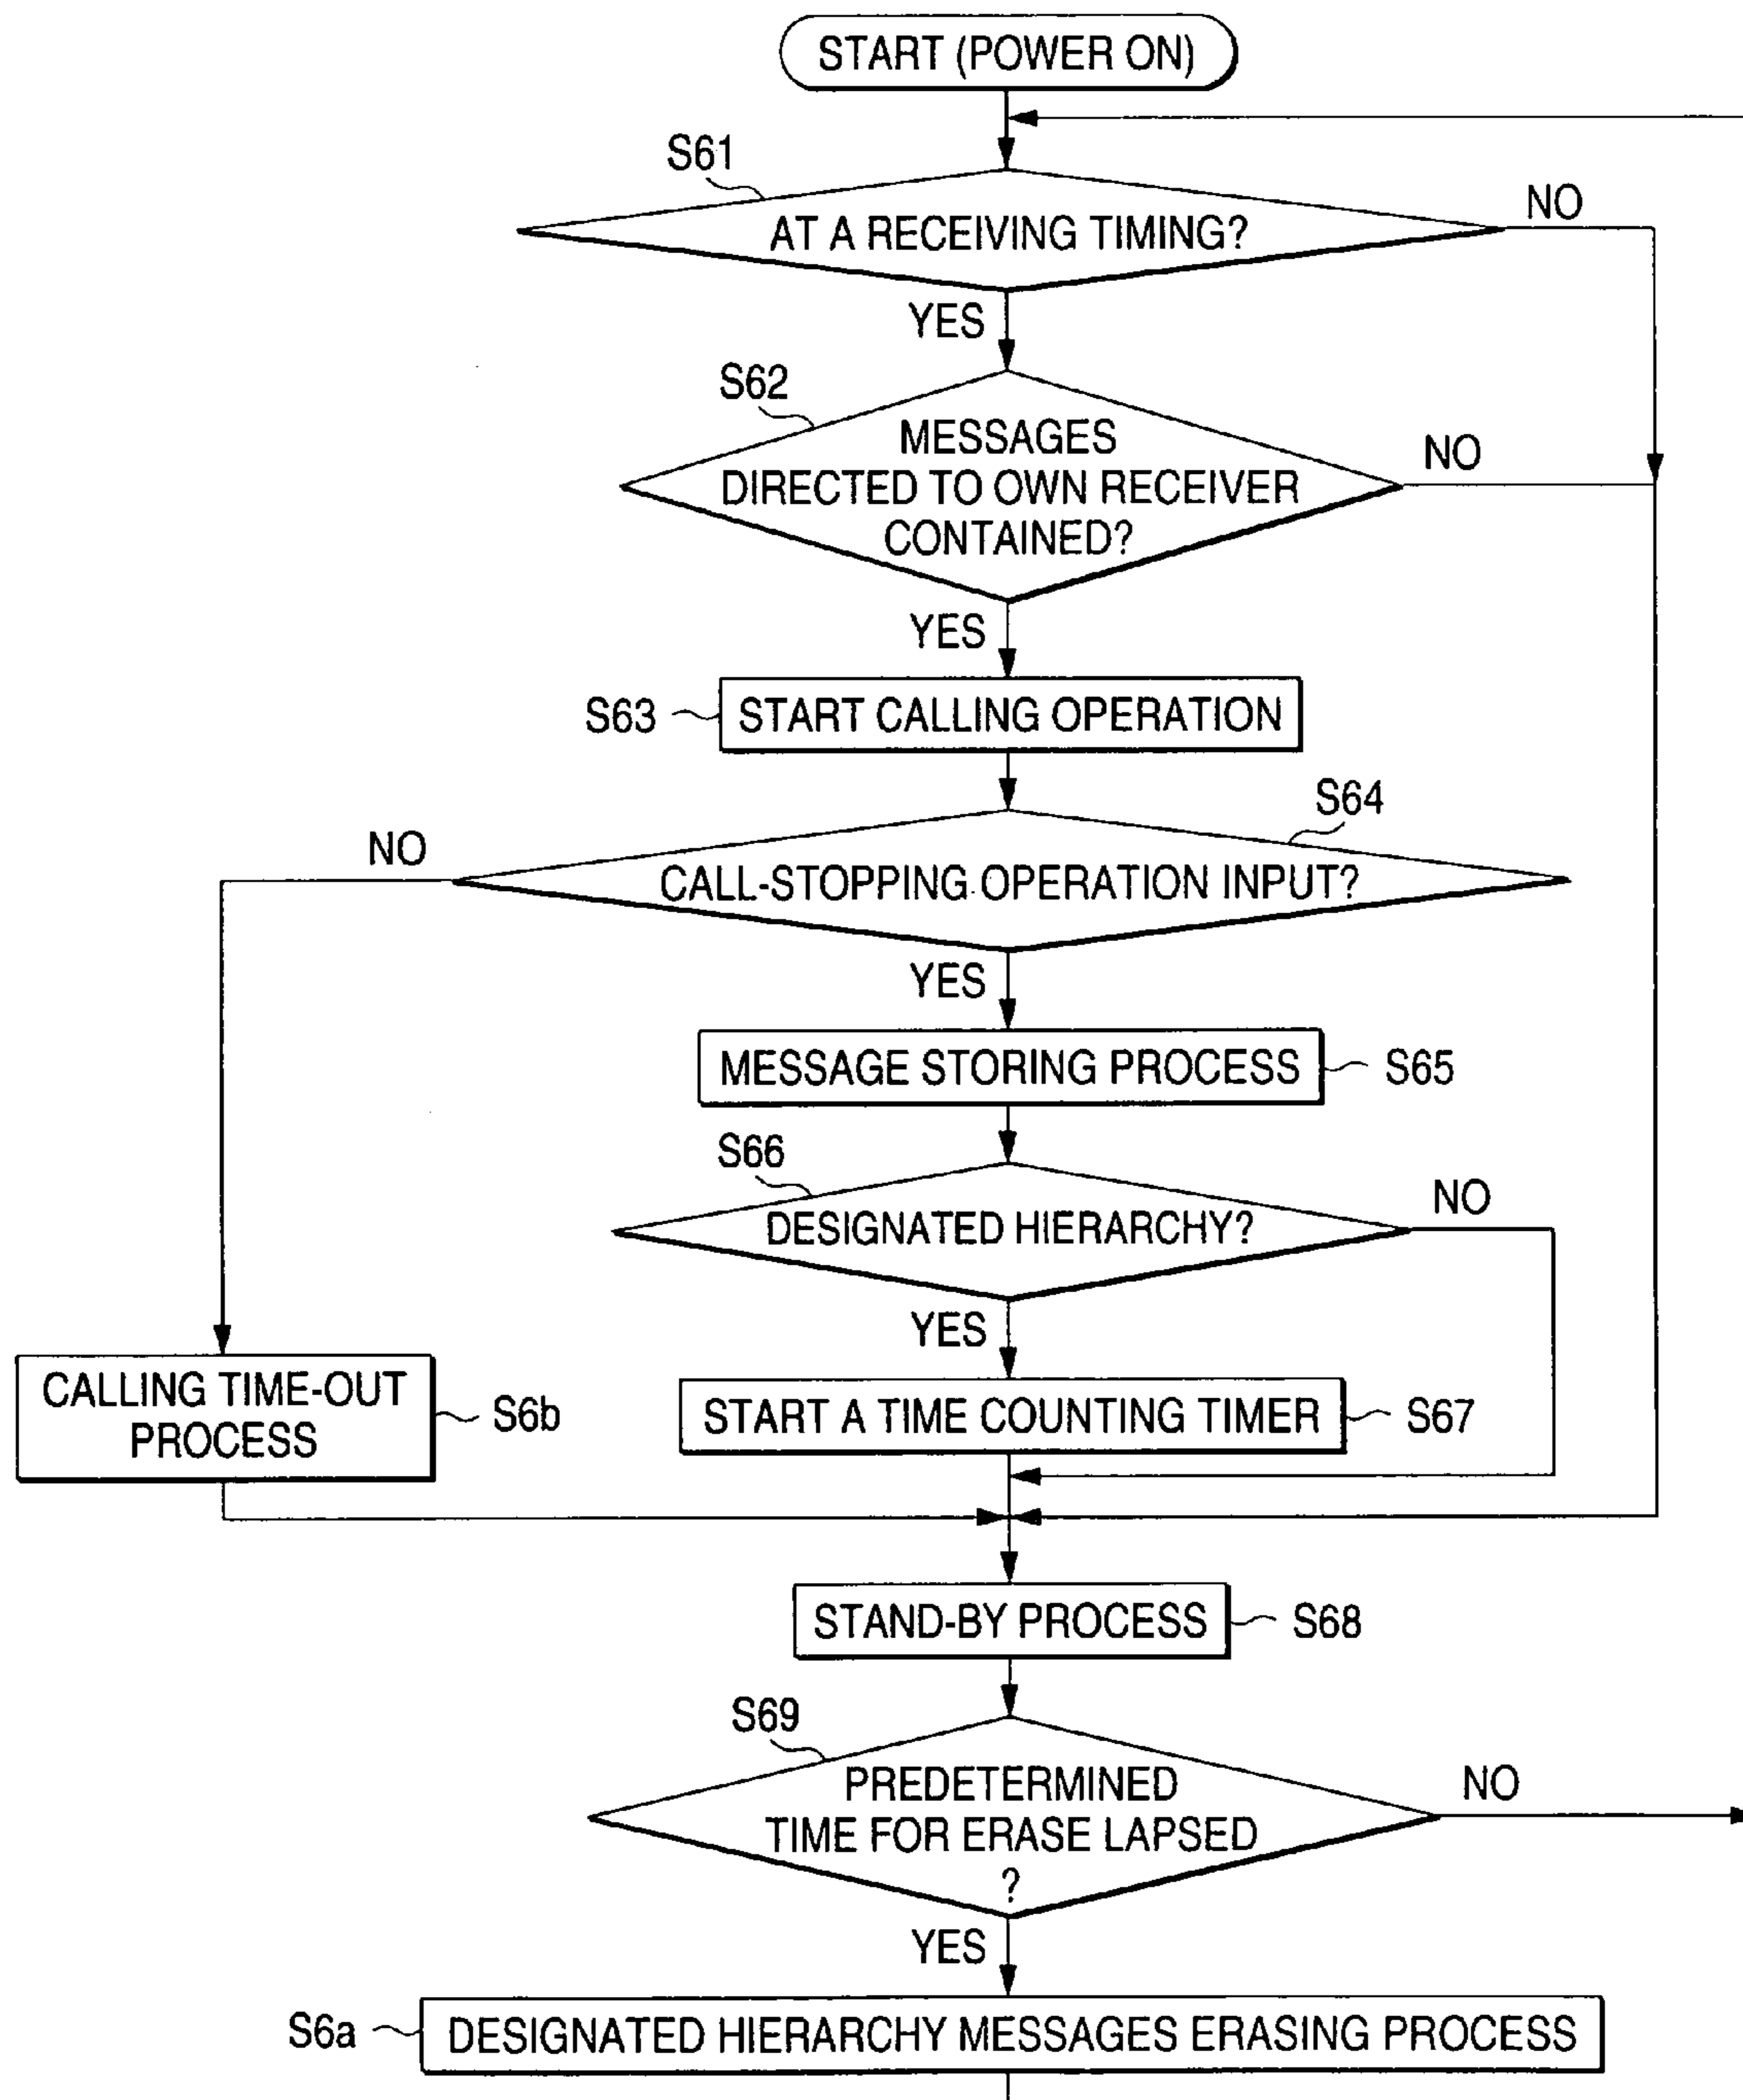 START (POWER ON)
S61
AT A RECEIVING TIMING?
NO
YES
S62
MESSAGES
DIRECTED TO OWN RECEIVER
CONTAINED?
NO
YES
S63
START CALLING OPERATION
S64
NO
CALL-STOPPING OPERATION INPUT?
YES
MESSAGE STORING PROCESS
S65
S66
DESIGNATED HIERARCHY?
NO
YES
CALLING TIME-OUT
PROCESS
S6b
START A TIME COUNTING TIMER
S67
STAND-BY PROCESS
S68
S69
PREDETERMINED
TIME FOR ERASE LAPSED
?
NO
YES
S6a
DESIGNATED HIERARCHY MESSAGES ERASING PROCESS